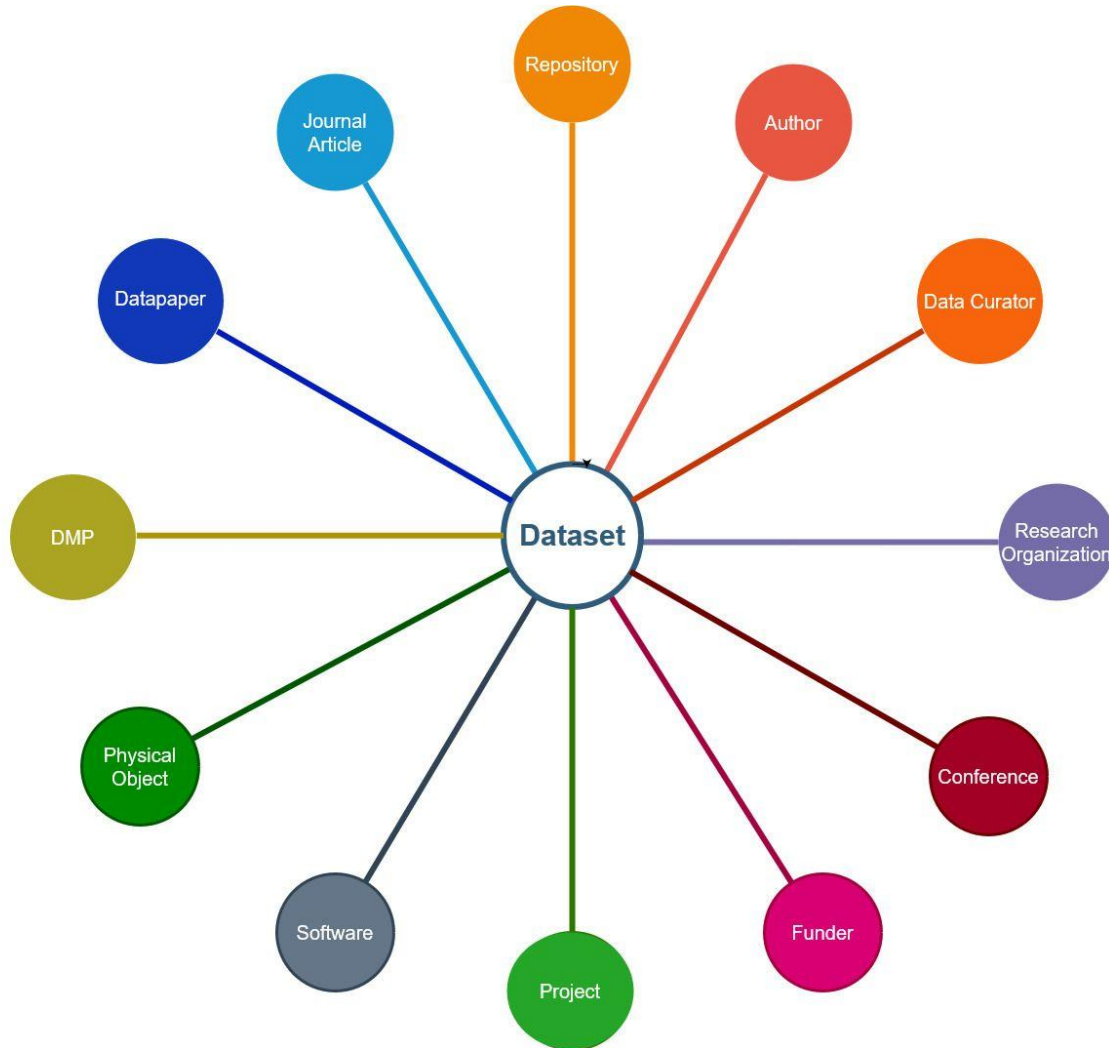 Repository
Author
Journal
Article
Data Curator
Datapaper
Dataset
DMP
Research
Organization
Physical
Object
Conference
Software
Funder
Project